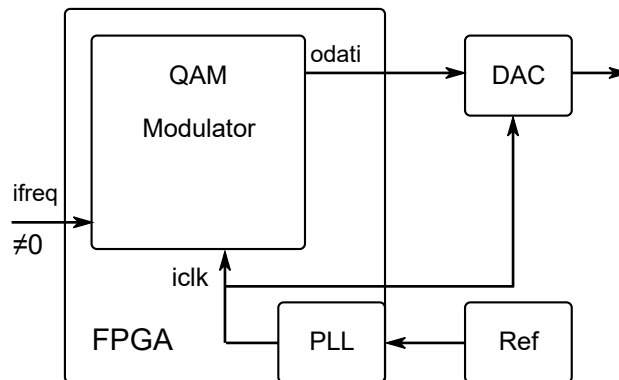 odati
QAM
DAC
Modulator
ifreq
≠0
iclk
FPGA
PLL
Ref